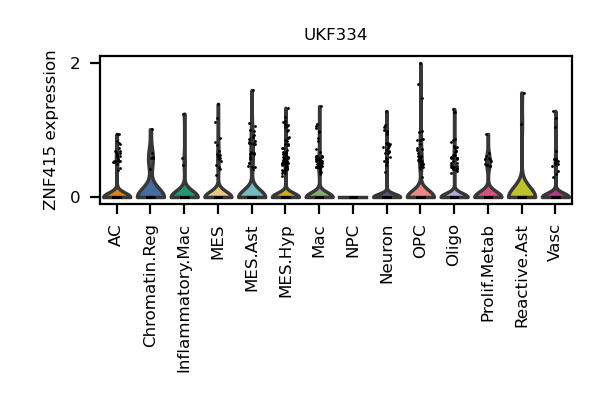 UKF334
ZNF415 expression
2
0
AC
Chromatin.Reg
Inflammatory.Mac
MES
MES.Ast
MES.Hyp
Mac
NPC
Neuron
OPC
Oligo
Prolif.Metab
Reactive.Ast
Vasc